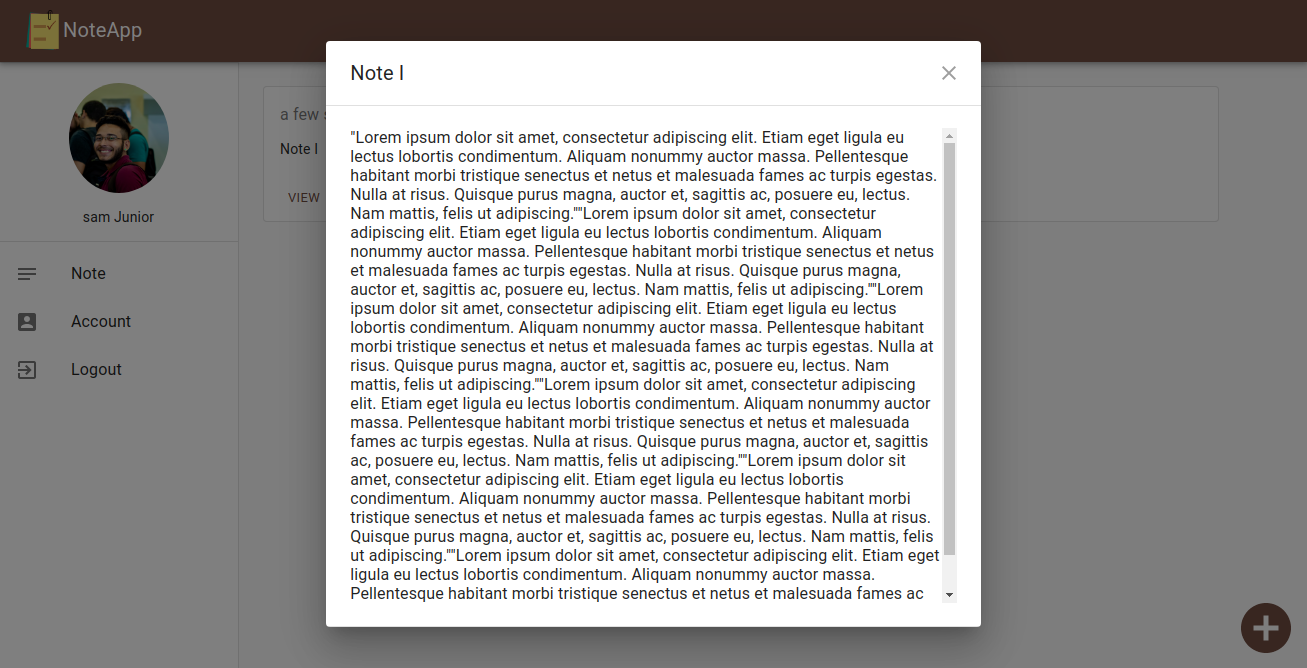 NoteApp
Note I
a few
Note I
VIEW
sam Junior
Note
Account
Logout
"Lorem ipsum dolor sit amet, consectetur adipiscing elit. Etiam eget ligula eu
lectus lobortis condimentum. Aliquam nonummy auctor massa. Pellentesque
habitant morbi tristique senectus et netus et malesuada fames ac turpis egestas.
Nulla at risus. Quisque purus magna, auctor et, sagittis ac, posuere eu, lectus.
Nam mattis, felis ut adipiscing.""Lorem ipsum dolor sit amet, consectetur
adipiscing elit. Etiam eget ligula eu lectus lobortis condimentum. Aliquam
nonummy auctor massa. Pellentesque habitant morbi tristique senectus et netus
et malesuada fames ac turpis egestas. Nulla at risus. Quisque purus magna,
auctor et, sagittis ac, posuere eu, lectus. Nam mattis, felis ut adipiscing.""Lorem
ipsum dolor sit amet, consectetur adipiscing elit. Etiam eget ligula eu lectus
lobortis condimentum. Aliquam nonummy auctor massa. Pellentesque habitant
morbi tristique senectus et netus et malesuada fames ac turpis egestas. Nulla at
risus. Quisque purus magna, auctor et, sagittis ac, posuere eu, lectus. Nam
mattis, felis ut adipiscing.""Lorem ipsum dolor sit amet, consectetur adipiscing
elit. Etiam eget ligula eu lectus lobortis condimentum. Aliquam nonummy auctor
massa. Pellentesque habitant morbi tristique senectus et netus et malesuada
fames ac turpis egestas. Nulla at risus. Quisque purus magna, auctor et, sagittis
ac, posuere eu, lectus. Nam mattis, felis ut adipiscing.""Lorem ipsum dolor sit
amet, consectetur adipiscing elit. Etiam eget ligula eu lectus lobortis
condimentum. Aliquam nonummy auctor massa. Pellentesque habitant morbi
tristique senectus et netus et malesuada fames ac turpis egestas. Nulla at risus.
Quisque purus magna, auctor et, sagittis ac, posuere eu, lectus. Nam mattis, felis
ut adipiscing.""Lorem ipsum dolor sit amet, consectetur adipiscing elit. Etiam eget
ligula eu lectus lobortis condimentum. Aliquam nonummy auctor massa.
Pellentesque habitant morbi tristique senectus et netus et malesuada fames ac